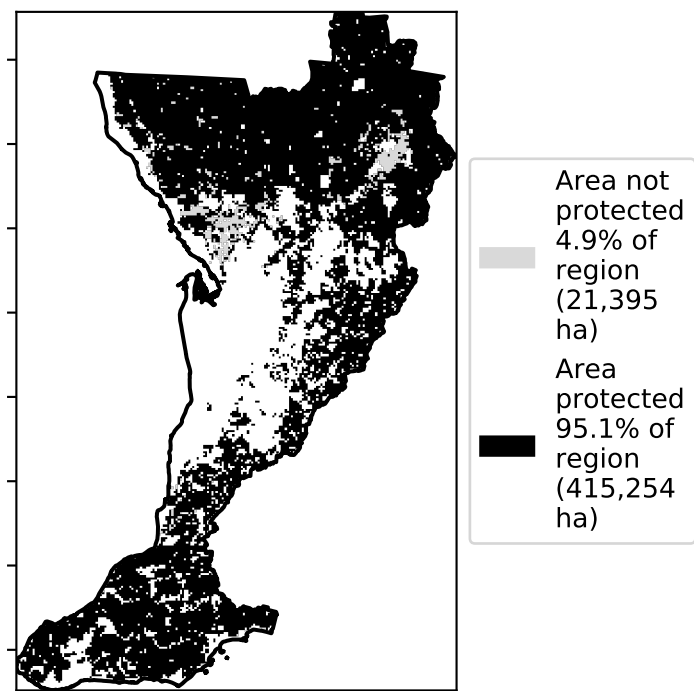 Area not
protected
4.9% of
region
(21,395
ha)
Area
protected
95.1% of
region
(415,254
ha)